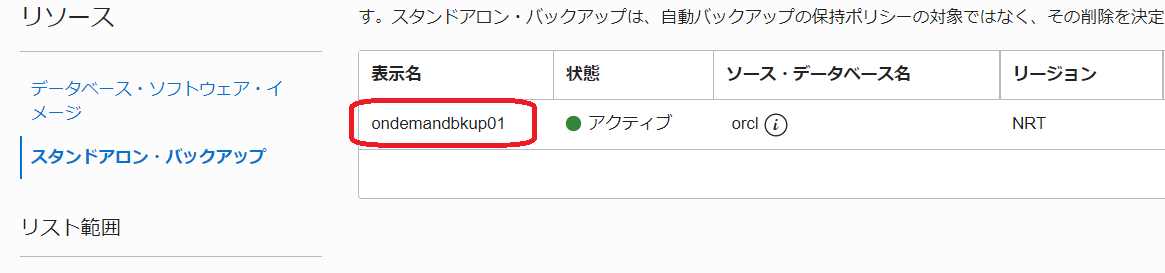 リソース
す。スタンドアロン・バックアップは、自動バックアップの保持ポリシーの対象ではなく、その削除を決定
データベース・ソフトウェア・イ
メージ
スタンドアロン・バックアップ
リスト範囲
表示名 状態 ソース・データベース名 リージョン
ondemandbkup01 アクティブ orcl i NRT